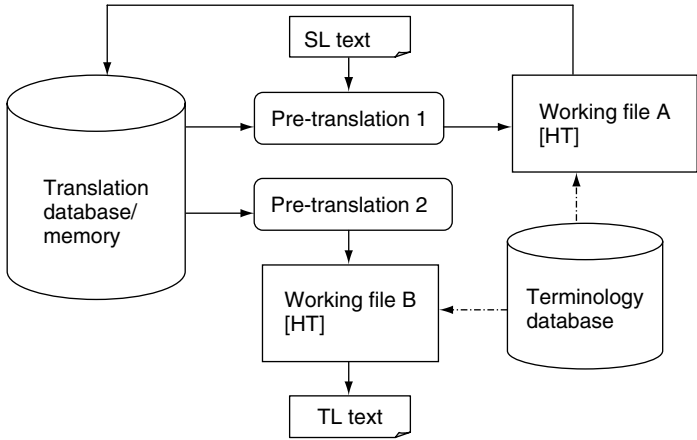 SL text
Pre-translation 1
Working file A
[HT]
Translation
database/
memory
Pre-translation 2
Working file B
[HT]
Terminology
database
TL text